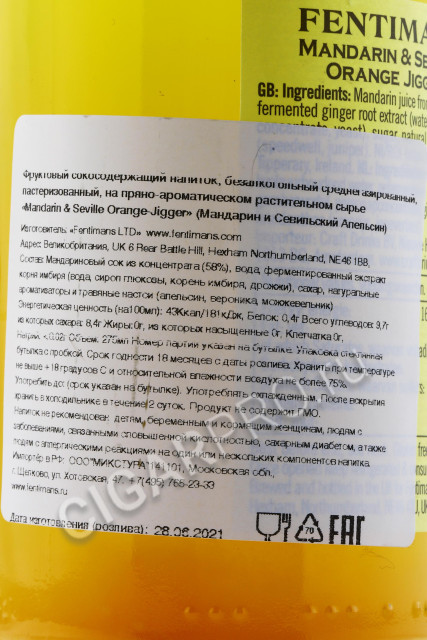 FENTIMA
MANDARIN & SE
ORANGE JIGG
GB: Ingredients: Mandarin juice from
fermented ginger root extract (wate
Фруктовый сокосодержащий напиток, безалкогольный среднегазированный,
пастеризованный, на пряно-ароматическом растительном сырье
«Mandarin & Seville Orange-Jigger» (Мандарин и Севильский Апельсин)
Изготовитель: «Fentimans LTD» www.fentimans.com
Адрес: Великобритания, UK 6 Rear Battle Hill, Hexham Northumberland, NE46 1BB,
Состав: Мандариновый сок из концентрата (58%), вода, ферментированный экстракт
корня имбиря (вода, сироп глюкозы, корень имбиря, дрожжи), сахар, натуральные
ароматизаторы и травяные настои (апельсин, вероника, можжевельник)
Энергетическая ценность (на100мл): 43Ккал/181кДж, Белок: 0,4г Всего углеводов: 9,7г
из которых сахара: 8,4г Жиры:0г, из которых насыщенные 0г, Клетчатка 0г,
Натрий: <0.02г Объем: 275мл Номер партии указан на бутылке. Упаковка стеклянная
бутылка с пробкой. Срок годности 18 месяцев с даты розлива. Хранить при температуре
не выше +18 градусов С и относительной влажности воздуха не более 75%.
Употребить до: (срок указан на бутылке). Употреблять охлажденным. После вскрытия
хранить в холодильнике в течение 2 суток. Продукт не содержит ГМО.
Напиток не рекомендован детям, беременным и кормящим женщинам, людям с
заболеваниями, связанными с повышенной кислотностью, сахарным диабетом, а также
людям с аллергическими реакциями на один или нескольких компонентов напитка.
Импортёр в РФ: ООО"МИКСТУРА" 141101, Московская обл.,
г. Щелково, ул. Хотовская, 47. +7(495) 766-23-33
www.fentimans.ru
Дата изготовления (розлива): 28.06.2021
70
EAC